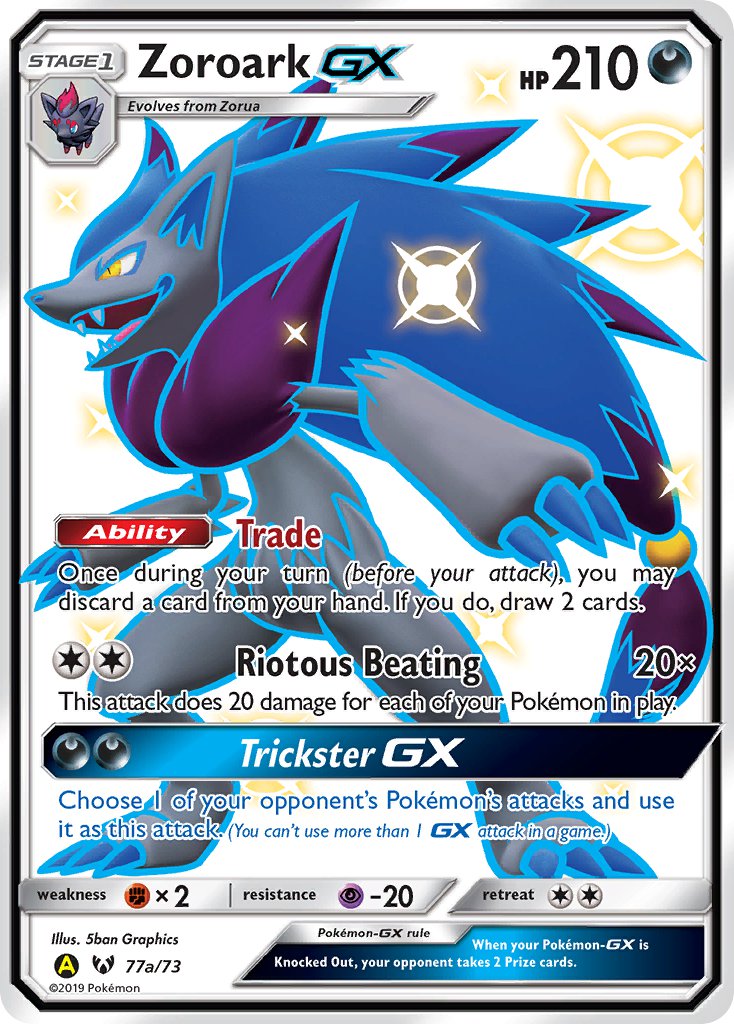 STAGE1 Zoroark GX HP210
Evolves from Zorua
Ability Trade
Once during your turn (before your attack), you may
discard a card from your hand. If you do, draw 2 cards.
Riotous Beating 20×
This attack does 20 damage for each of your Pokémon in play.
Trickster GX
Choose 1 of your opponent's Pokémon's attacks and use
it as this attack. (You can't use more than 1 GX attack in a game.)
weakness ×2 resistance -20 retreat
Illus. 5ban Graphics
A 77a/73
©2019 Pokémon
Pokémon-GX rule
When your Pokémon-GX is
Knocked Out, your opponent takes 2 Prize cards.